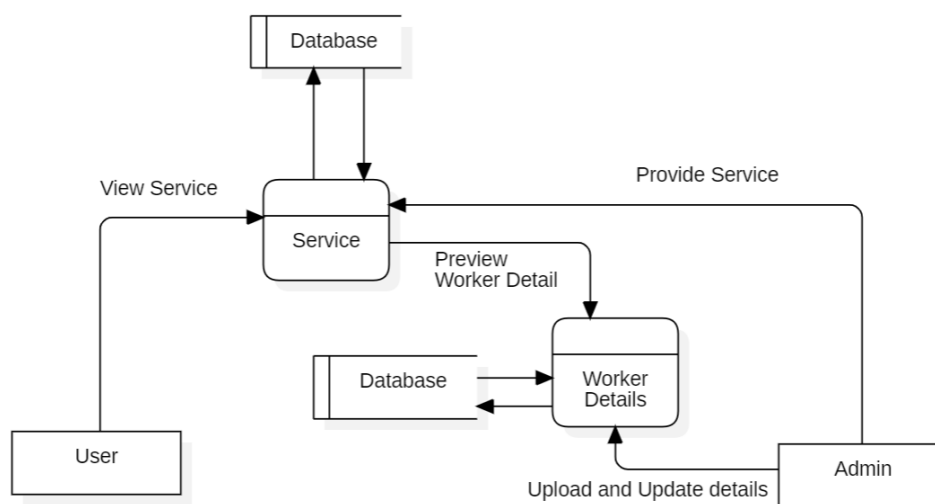 Database
Provide Service
View Service
Service
Preview
Worker Detail
Database
Worker
Details
User
Admin
Upload and Update details